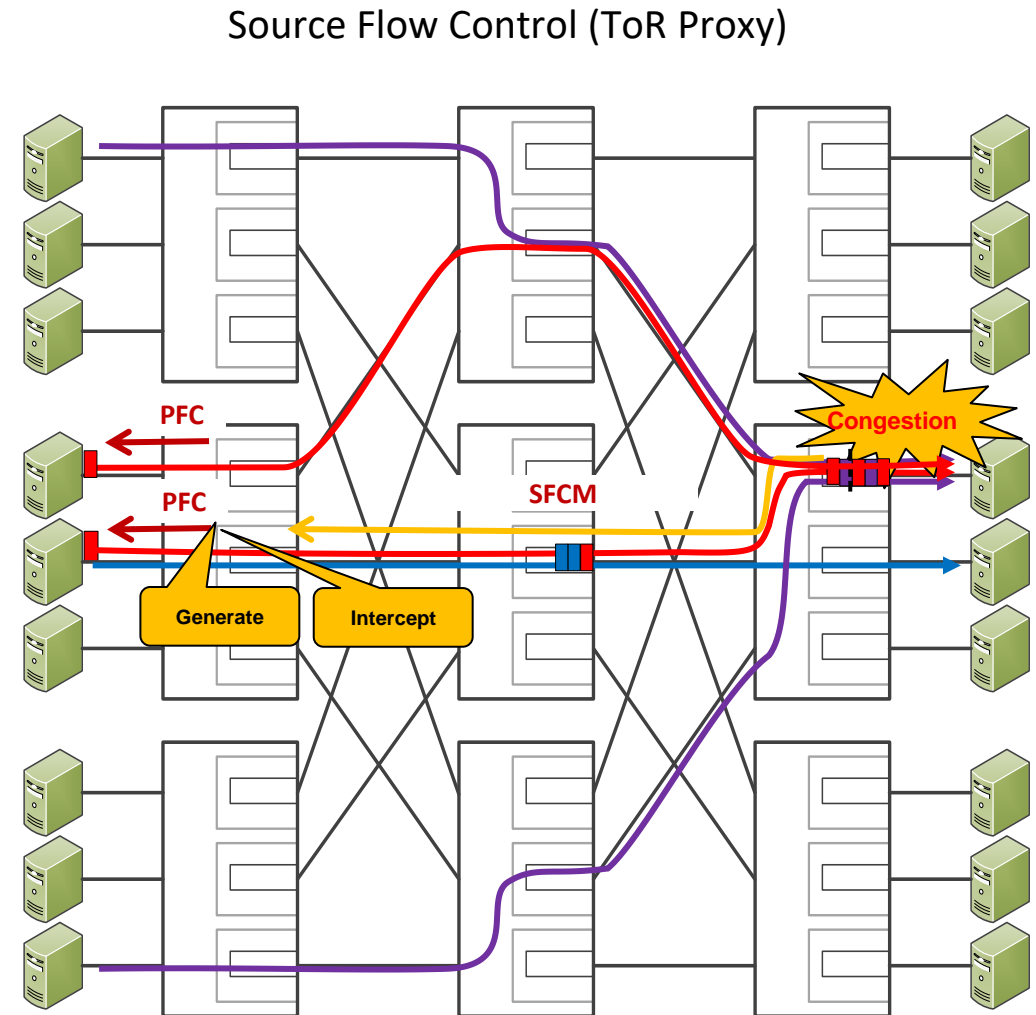 Source Flow Control (ToR Proxy)
PFC
Congestion
PFC
SFCM
Generate
Intercept